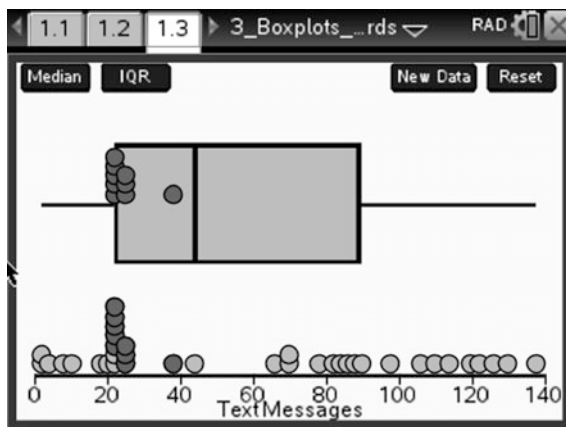 1.1 1.2 1.3 3_Boxplots_...rds RAD
Median IQR New Data Reset
0 20 40 60 80 100 120 140
TextMessages